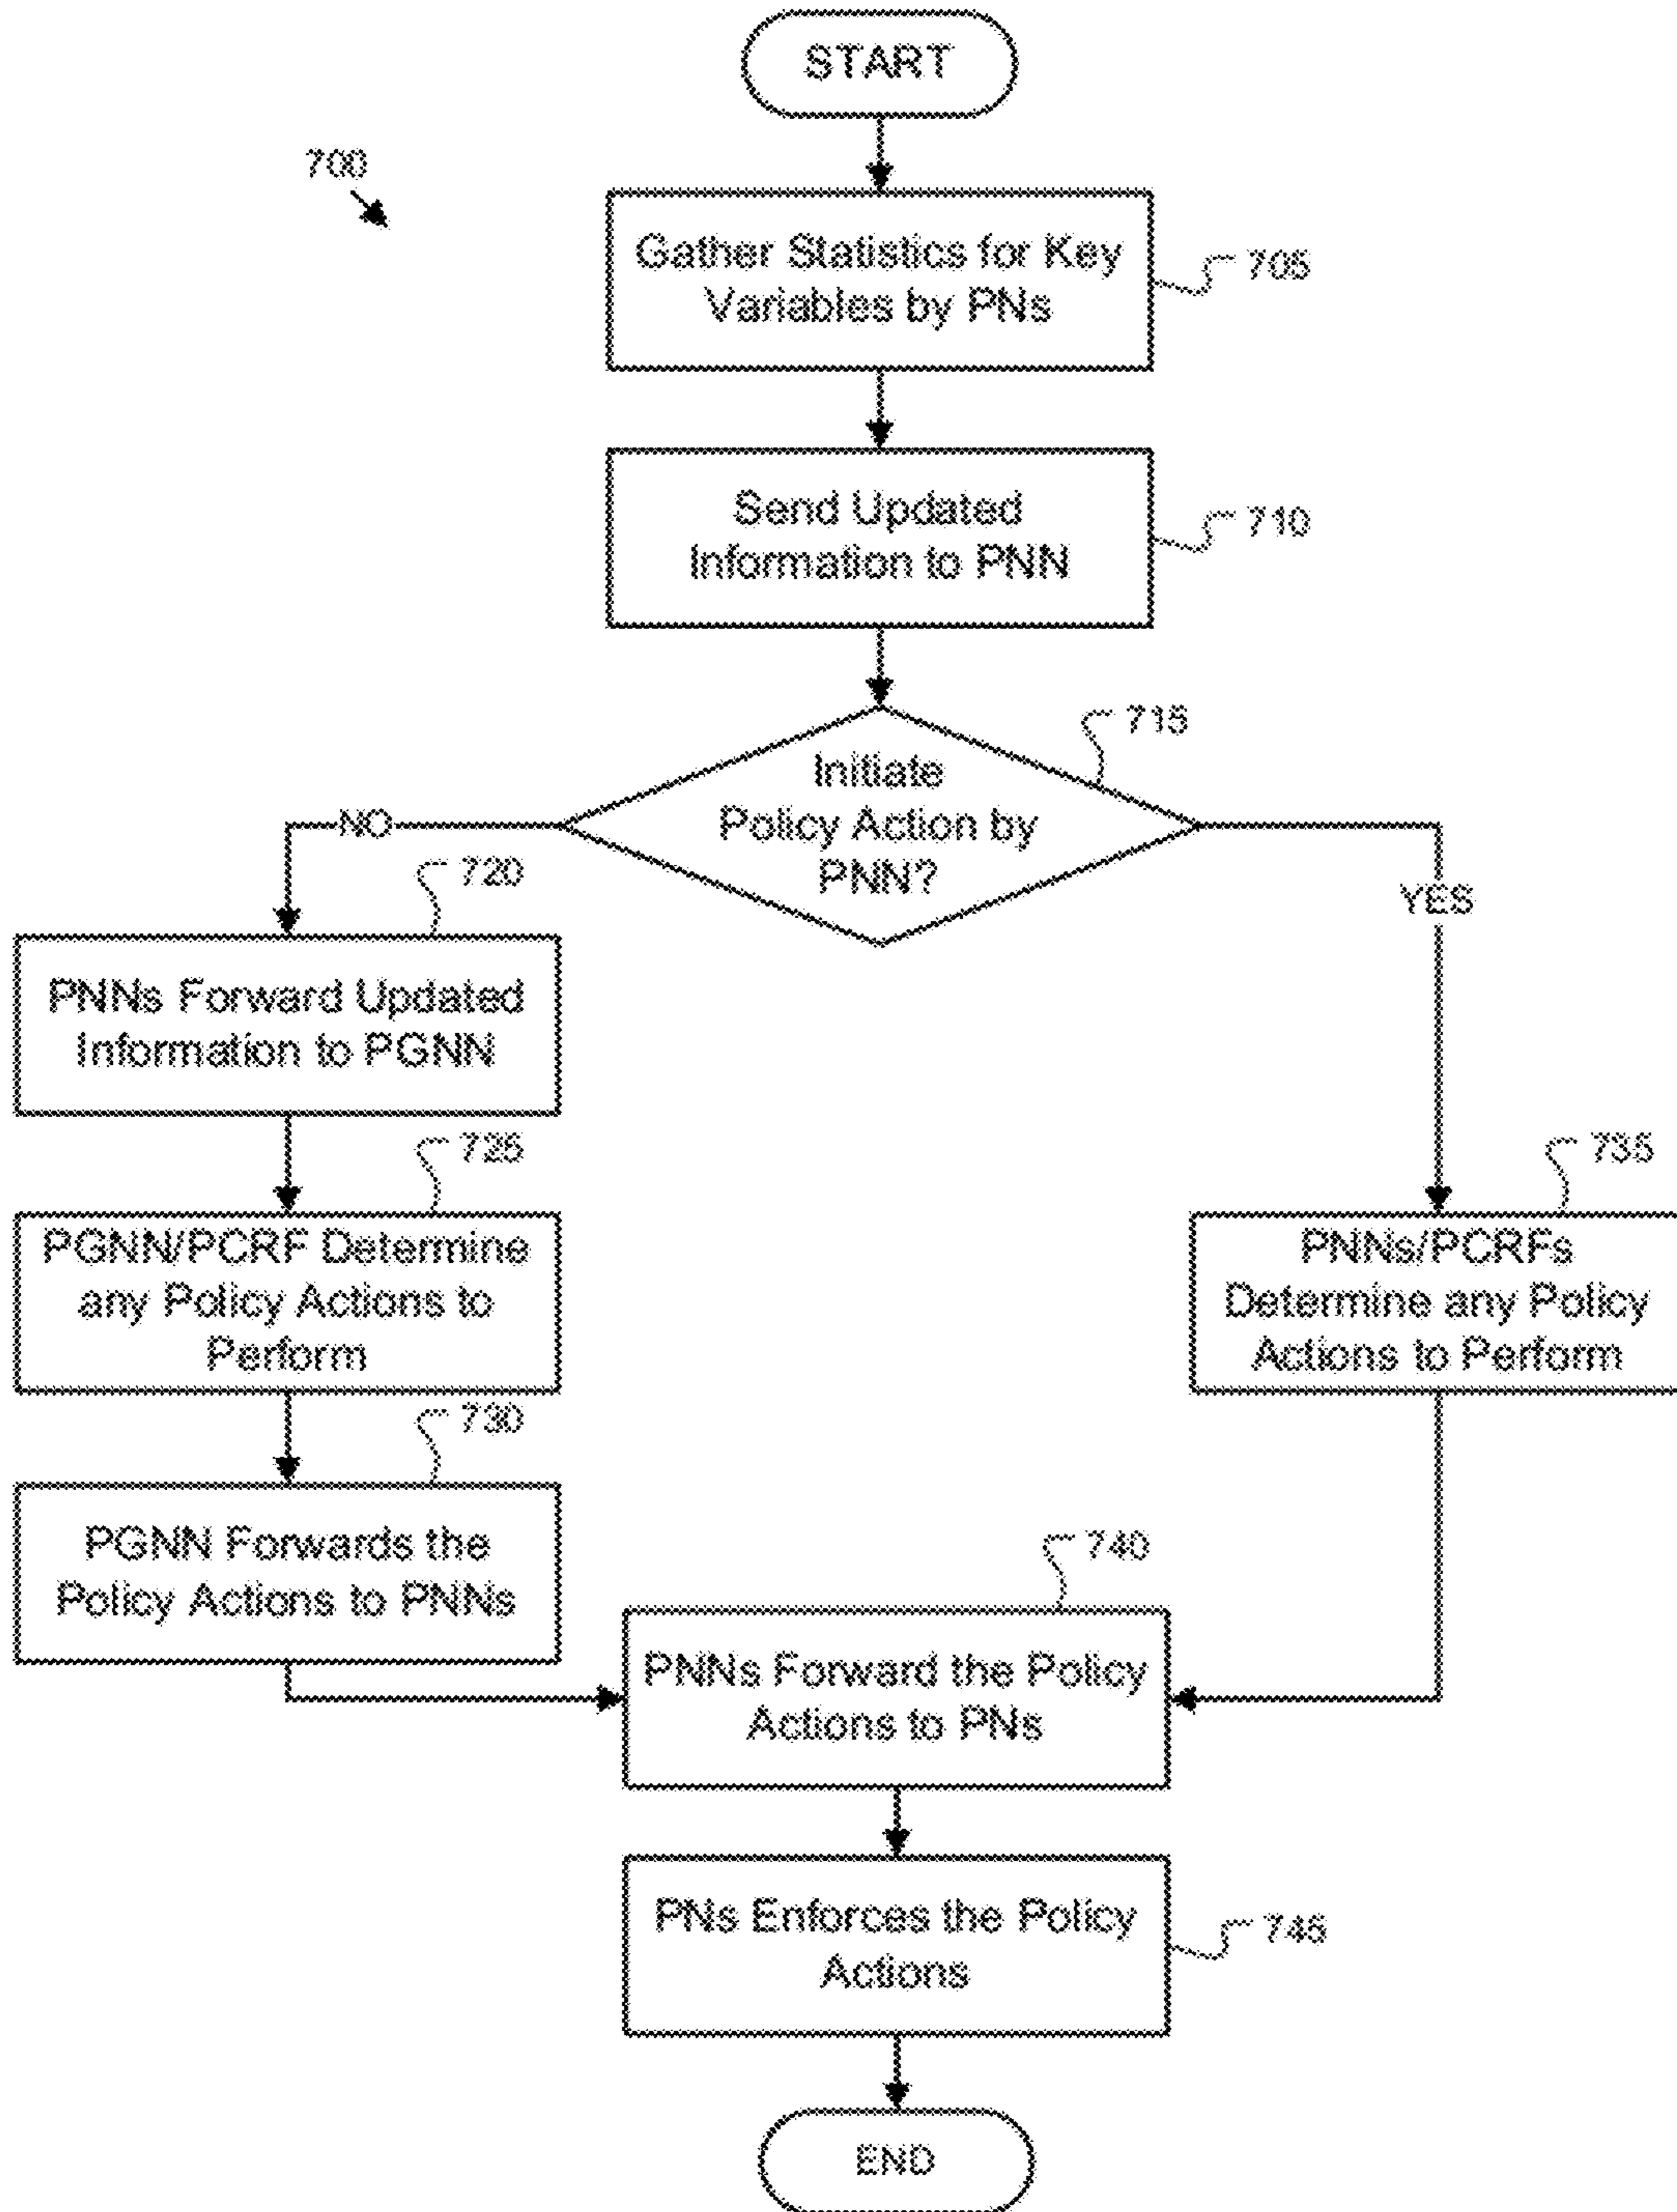 START
700
Gather Statistics for Key
Variables by PNs
705
Send Updated
Information to PNN
710
715
Initiate
Policy Action by
PNN?
NO
YES
720
PNNs Forward Updated
Information to PGNN
725
PGNN/PCRF Determine
any Policy Actions to
Perform
735
PNNs/PCRFs
Determine any Policy
Actions to Perform
730
PGNN Forwards the
Policy Actions to PNNs
740
PNNs Forward the Policy
Actions to PNs
PNs Enforces the Policy
Actions
745
END